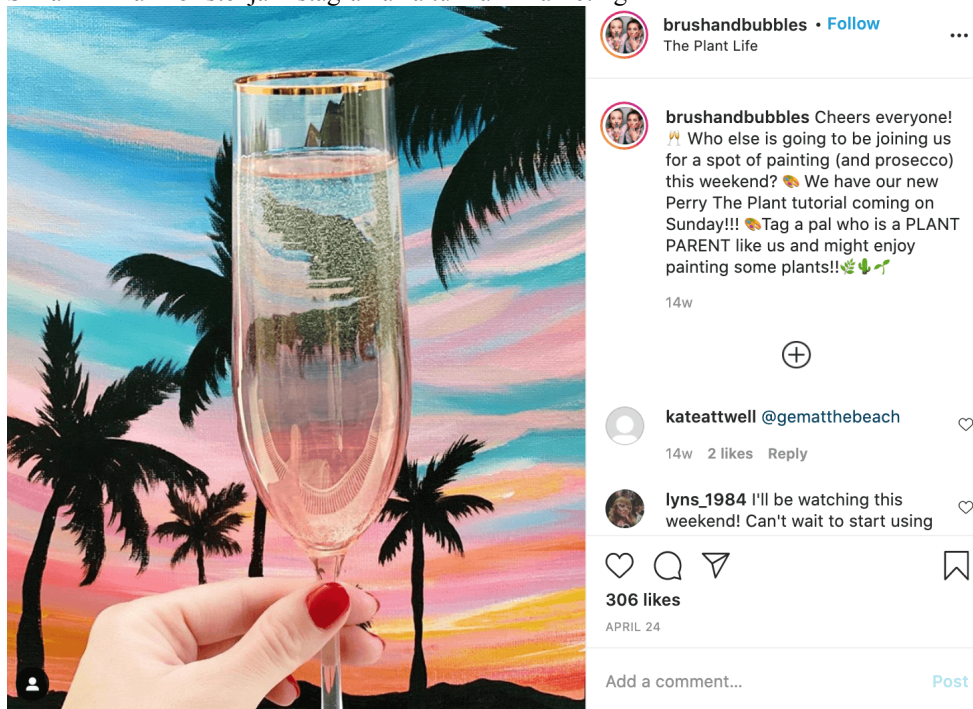 brushandbubbles • Follow
The Plant Life
brushandbubbles Cheers everyone!
🥂 Who else is going to be joining us
for a spot of painting (and prosecco)
this weekend? 🎨 We have our new
Perry The Plant tutorial coming on
Sunday!!! 🎨Tag a pal who is a PLANT
PARENT like us and might enjoy
painting some plants!!🌿🌵🌱
14w
kateattwell @gematthebeach
14w 2 likes Reply
lyns_1984 I'll be watching this
weekend! Can't wait to start using
306 likes
APRIL 24
Add a comment... Post